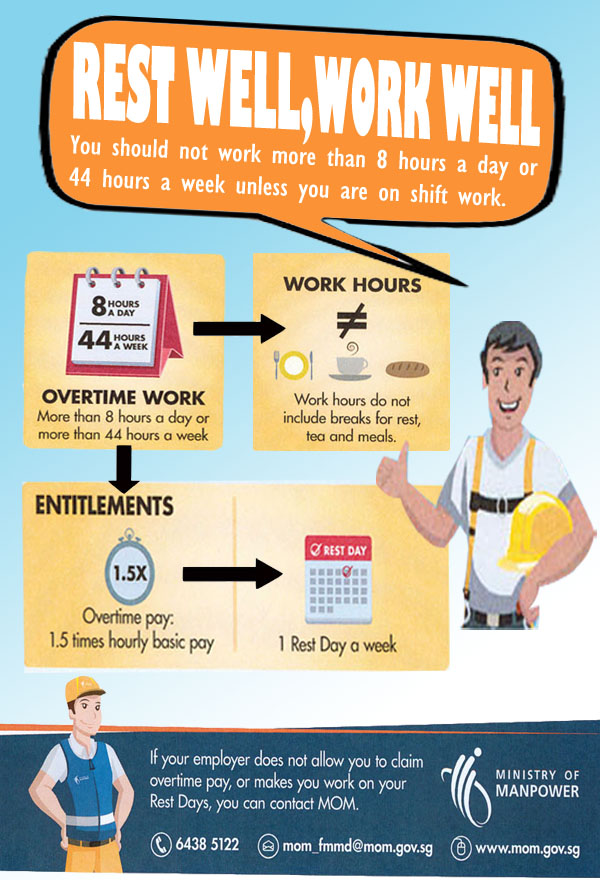 REST WELL, WORK WELL
You should not work more than 8 hours a day or
44 hours a week unless you are on shift work.
8 HOURS A DAY
44 HOURS A WEEK
OVERTIME WORK
More than 8 hours a day or
more than 44 hours a week
WORK HOURS
≠
Work hours do not
include breaks for rest,
tea and meals.
ENTITLEMENTS
1.5X
Overtime pay:
1.5 times hourly basic pay
REST DAY
1 Rest Day a week
If your employer does not allow you to claim
overtime pay, or makes you work on your
Rest Days, you can contact MOM.
MINISTRY OF
MANPOWER
6438 5122
mom_fmmd@mom.gov.sg
www.mom.gov.sg